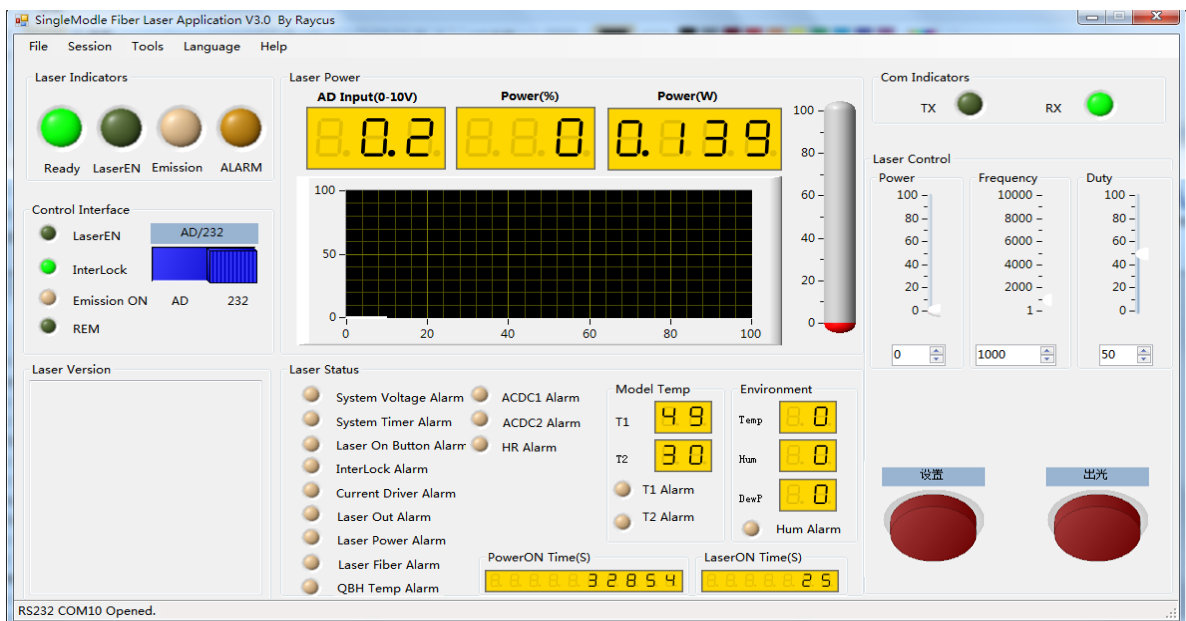 SingleModle Fiber Laser Application V3.0 By Raycus
File Session Tools Language Help
Laser Indicators
Ready LaserEN Emission ALARM
Control Interface
LaserEN
InterLock
Emission ON
REM
AD/232
AD 232
Laser Version
Laser Power
AD Input(0-10V) Power(%) Power(W)
0.2 0 0.139
100
50
0
0 20 40 60 80 100
100
80
60
40
20
0
Laser Status
System Voltage Alarm
System Timer Alarm
Laser On Button Alarm
InterLock Alarm
Current Driver Alarm
Laser Out Alarm
Laser Power Alarm
Laser Fiber Alarm
QBH Temp Alarm
ACDC1 Alarm
ACDC2 Alarm
HR Alarm
Model Temp
T1 49
T2 30
T1 Alarm
T2 Alarm
Environment
Temp 0
Hum 0
DewP 0
Hum Alarm
PowerON Time(S)
32854
LaserON Time(S)
25
Com Indicators
TX RX
Laser Control
Power
100
80
60
40
20
0
0
Frequency
10000
8000
6000
4000
2000
1
1000
Duty
100
80
60
40
20
0
50
设置
出光
RS232 COM10 Opened.